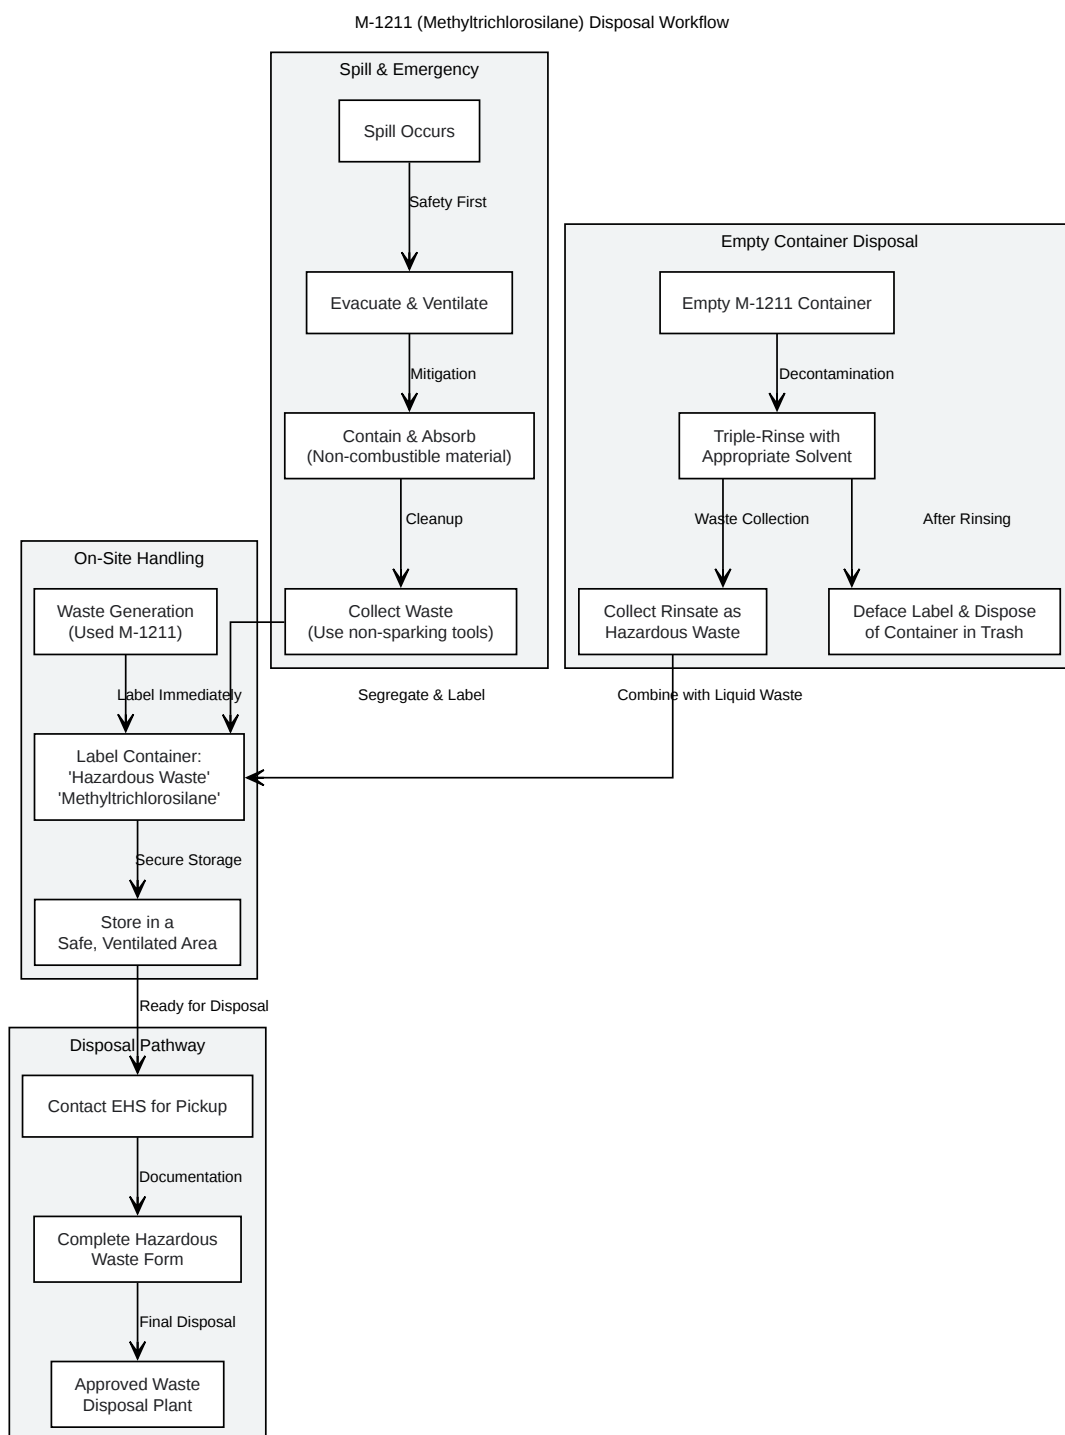 M-1211 (Methyltrichlorosilane) Disposal Workflow
Spill & Emergency
Spill Occurs
Safety First
Evacuate & Ventilate
Mitigation
Contain & Absorb
(Non-combustible material)
Cleanup
Collect Waste
(Use non-sparking tools)
Segregate & Label
Empty Container Disposal
Empty M-1211 Container
Decontamination
Triple-Rinse with
Appropriate Solvent
Waste Collection
After Rinsing
Collect Rinsate as
Hazardous Waste
Deface Label & Dispose
of Container in Trash
Combine with Liquid Waste
On-Site Handling
Waste Generation
(Used M-1211)
Label Immediately
Label Container:
'Hazardous Waste'
'Methyltrichlorosilane'
Secure Storage
Store in a
Safe, Ventilated Area
Ready for Disposal
Disposal Pathway
Contact EHS for Pickup
Documentation
Complete Hazardous
Waste Form
Final Disposal
Approved Waste
Disposal Plant